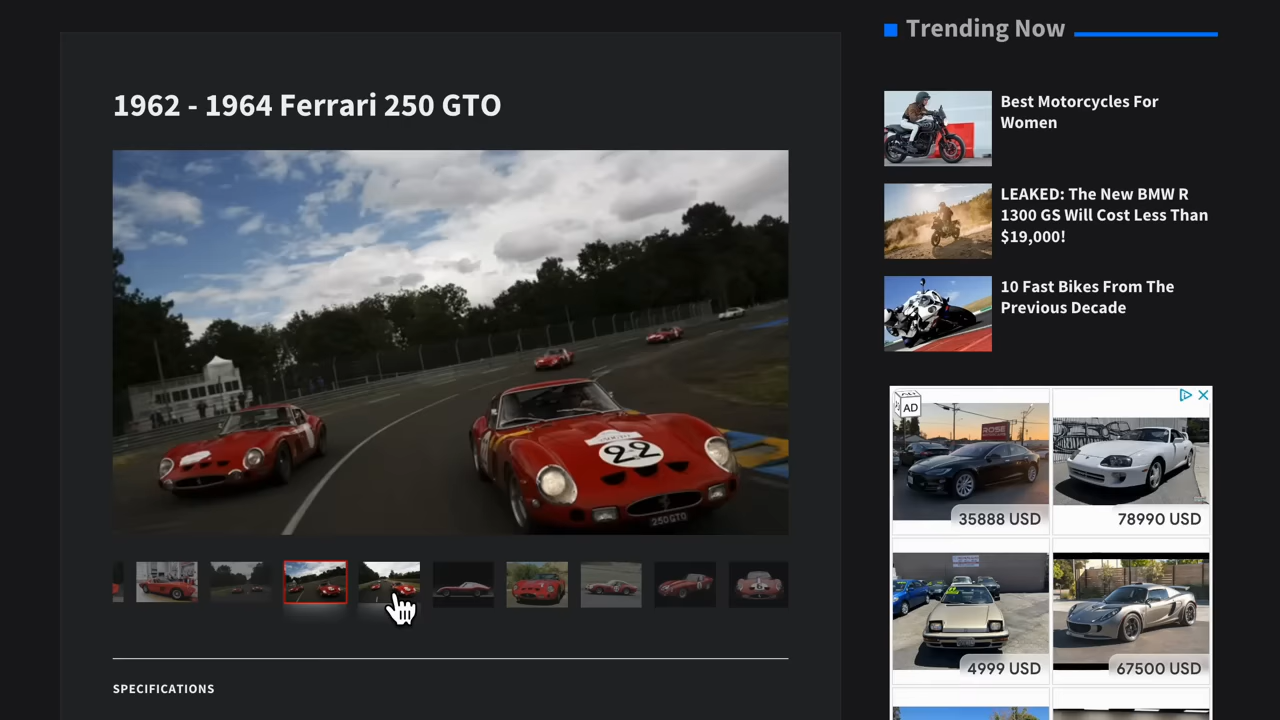 Trending Now
1962 - 1964 Ferrari 250 GTO
22
250 GTO
Best Motorcycles For
Women
LEAKED: The New BMW R
1300 GS Will Cost Less Than
$19,000!
10 Fast Bikes From The
Previous Decade
AD
ROSE
35888 USD
78990 USD
4999 USD
67500 USD
SPECIFICATIONS